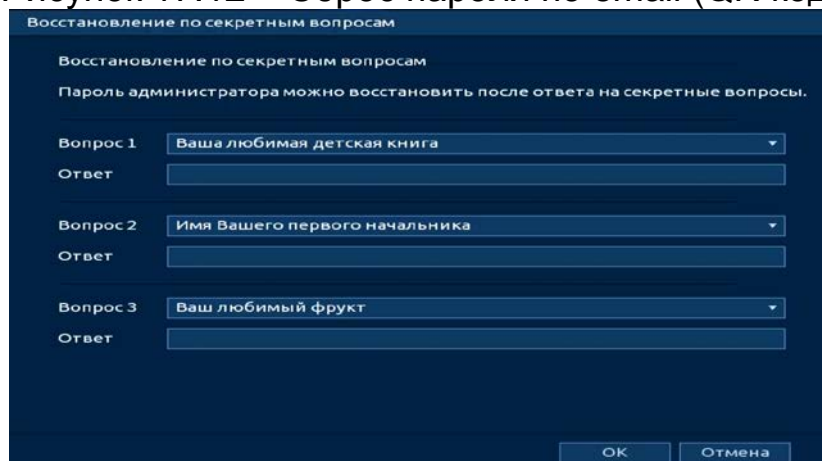 Восстановление по секретным вопросам
Восстановление по секретным вопросам
Пароль администратора можно восстановить после ответа на секретные вопросы.
Вопрос 1 Ваша любимая детская книга
Ответ
Вопрос 2 Имя Вашего первого начальника
Ответ
Вопрос 3 Ваш любимый фрукт
Ответ
ОК Отмена